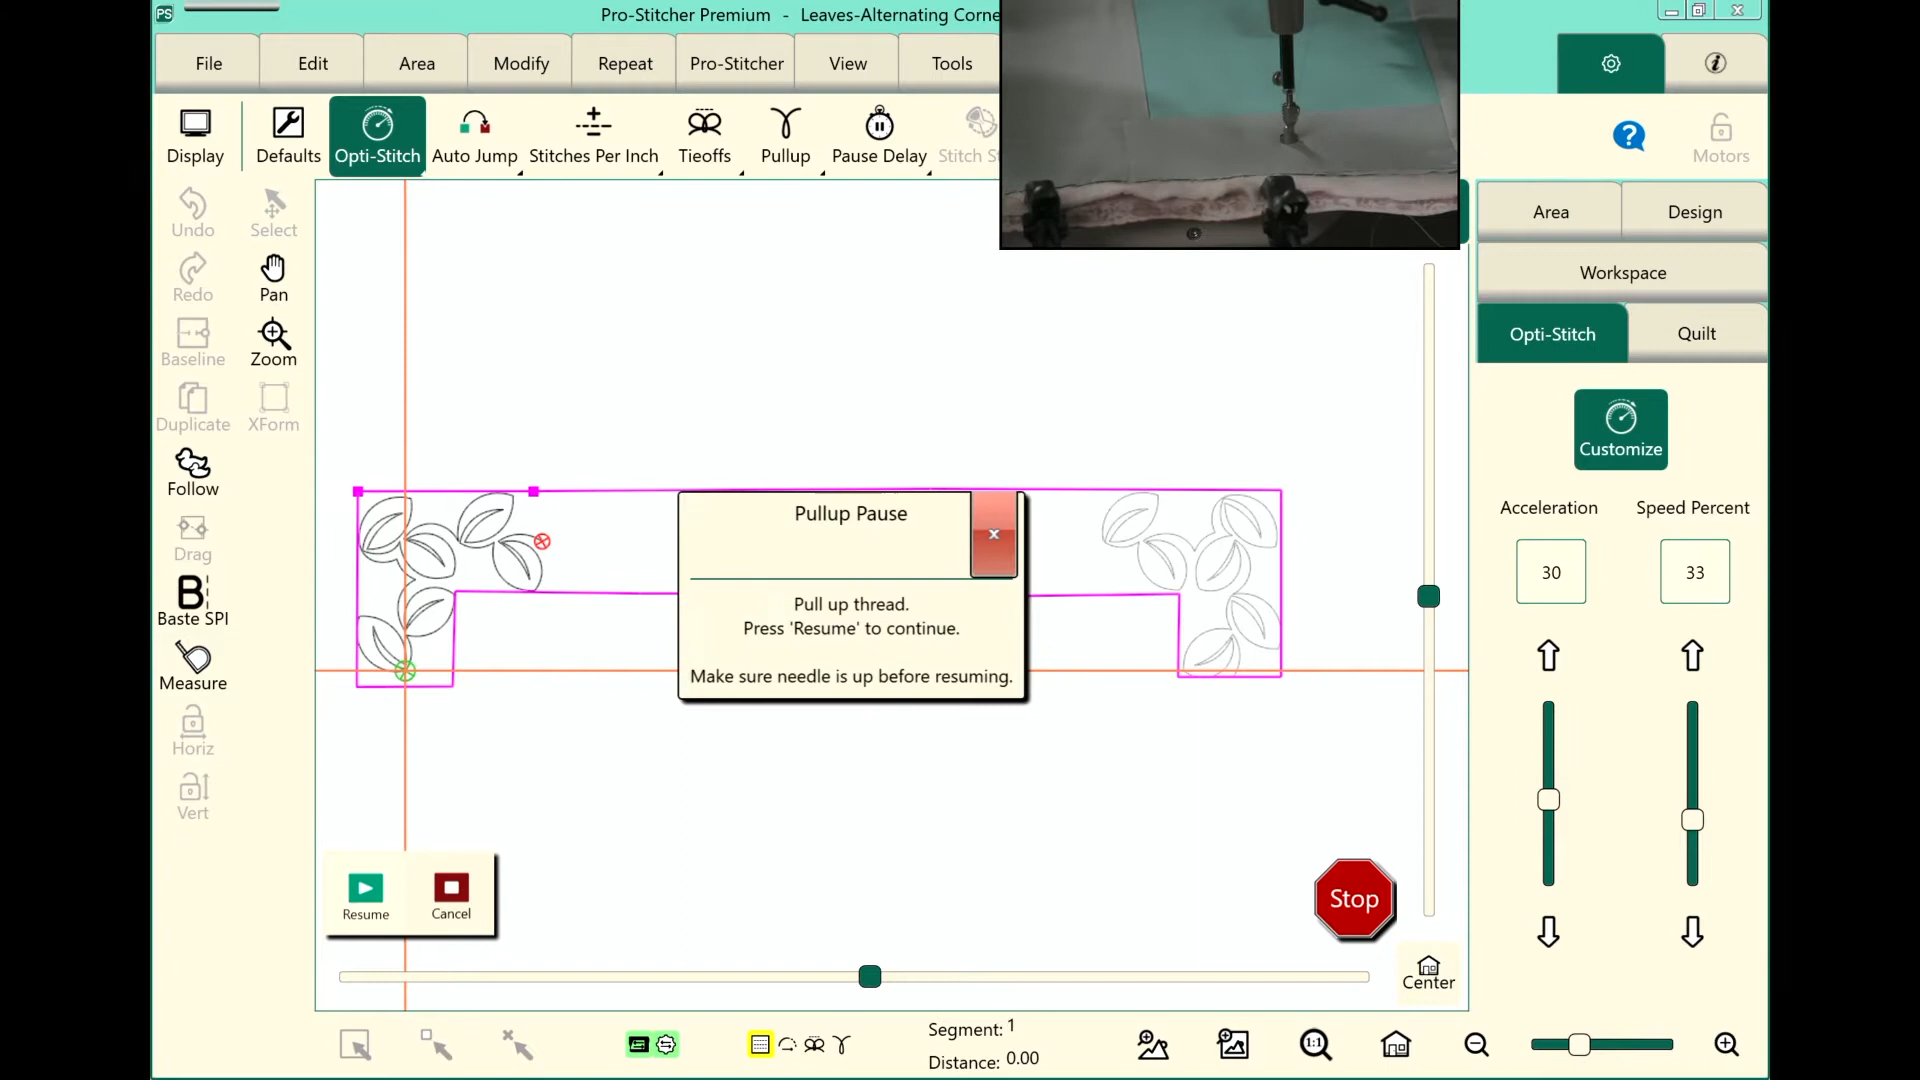 PS
Pro-Stitcher Premium - Leaves-Alternating Corne
File Edit Area Modify Repeat Pro-Stitcher View Tools
Display Defaults Opti-Stitch Auto Jump Stitches Per Inch Tieoffs Pullup Pause Delay Stitch St
Motors
Undo Select
Redo Pan
Baseline Zoom
Duplicate XForm
Follow
Drag
B
Baste SPI
Measure
Horiz
Vert
Area Design
Workspace
Opti-Stitch Quilt
Customize
Acceleration Speed Percent
30 33
Pullup Pause
x
Pull up thread.
Press 'Resume' to continue.
Make sure needle is up before resuming.
Resume Cancel
Stop
Center
Segment: 1
Distance: 0.00
1:1